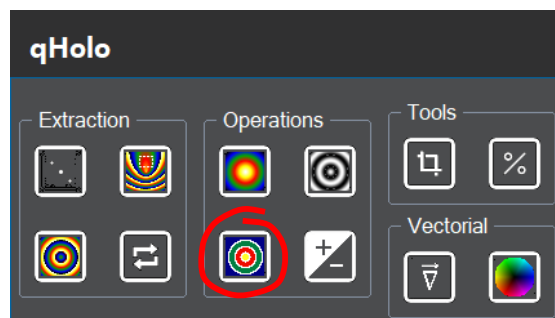 qHolo
Extraction
Operations
Tools
Vectorial